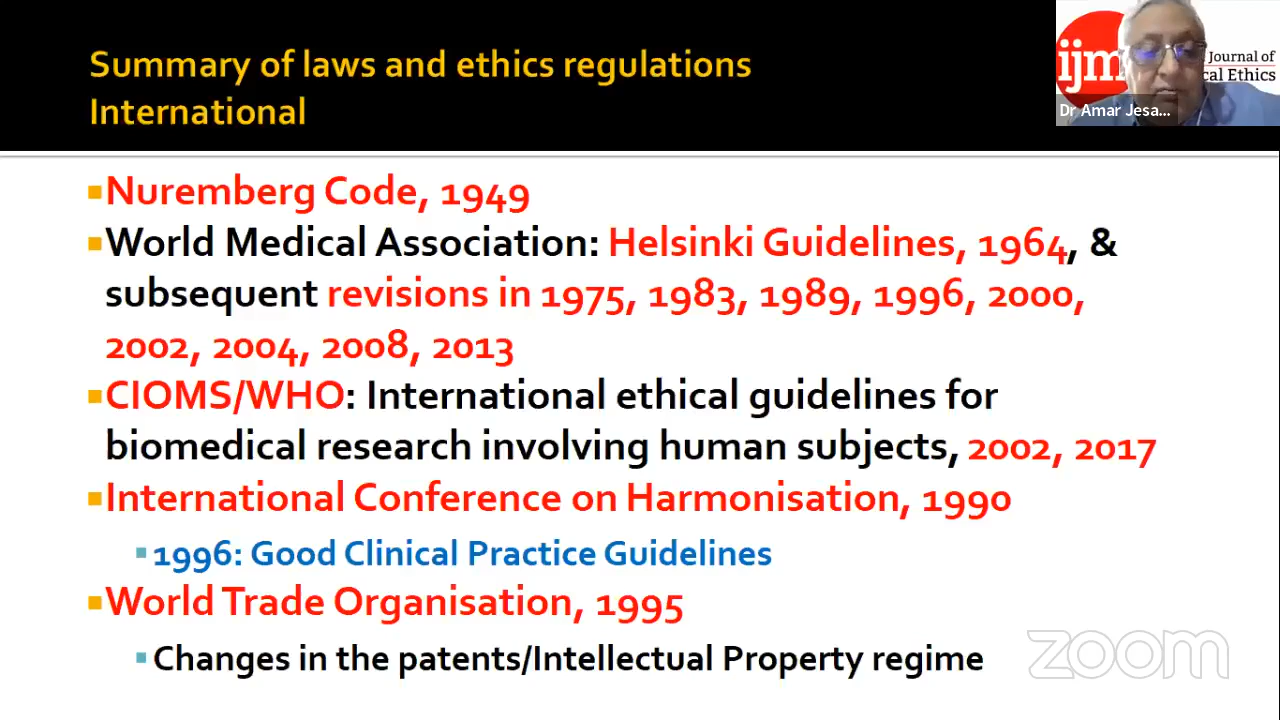 Summary of laws and ethics regulations
International
ijm
Journal of
cal Ethics
Dr Amar Jesa...
▪Nuremberg Code, 1949
▪World Medical Association: Helsinki Guidelines, 1964, &
subsequent revisions in 1975, 1983, 1989, 1996, 2000,
2002, 2004, 2008, 2013
▪CIOMS/WHO: International ethical guidelines for
biomedical research involving human subjects, 2002, 2017
▪International Conference on Harmonisation, 1990
▪1996: Good Clinical Practice Guidelines
▪World Trade Organisation, 1995
▪Changes in the patents/Intellectual Property regime
zoom